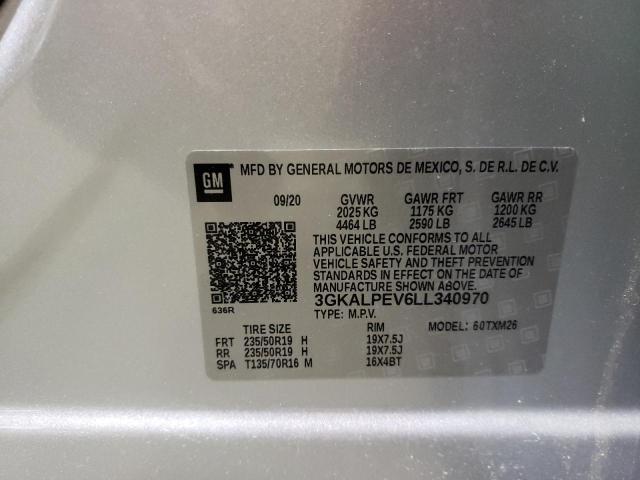 GM
MFD BY GENERAL MOTORS DE MEXICO, S. DE R.L. DE C.V.
09/20 GVWR GAWR FRT GAWR RR
2025 KG 1175 KG 1200 KG
4464 LB 2590 LB 2645 LB
THIS VEHICLE CONFORMS TO ALL
APPLICABLE U.S. FEDERAL MOTOR
VEHICLE SAFETY AND THEFT PREVENTION
STANDARDS IN EFFECT ON THE DATE OF
MANUFACTURE SHOWN ABOVE.
3GKALPEV6LL340970
636R
TYPE: M.P.V.
TIRE SIZE RIM MODEL: 60TXM26
FRT 235/50R19 H 19X7.5J
RR 235/50R19 H 19X7.5J
SPA T135/70R16 M 16X4BT